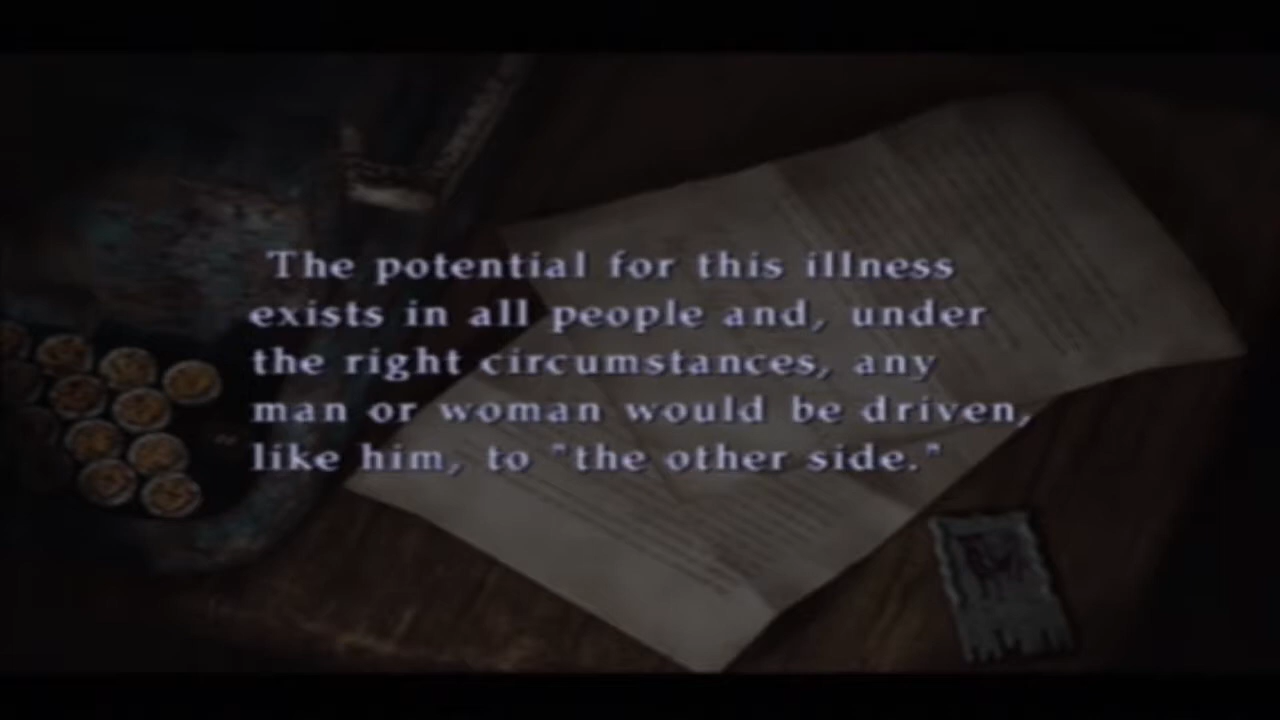 The potential for this illness
exists in all people and, under
the right circumstances, any
man or woman would be driven,
like him, to "the other side."